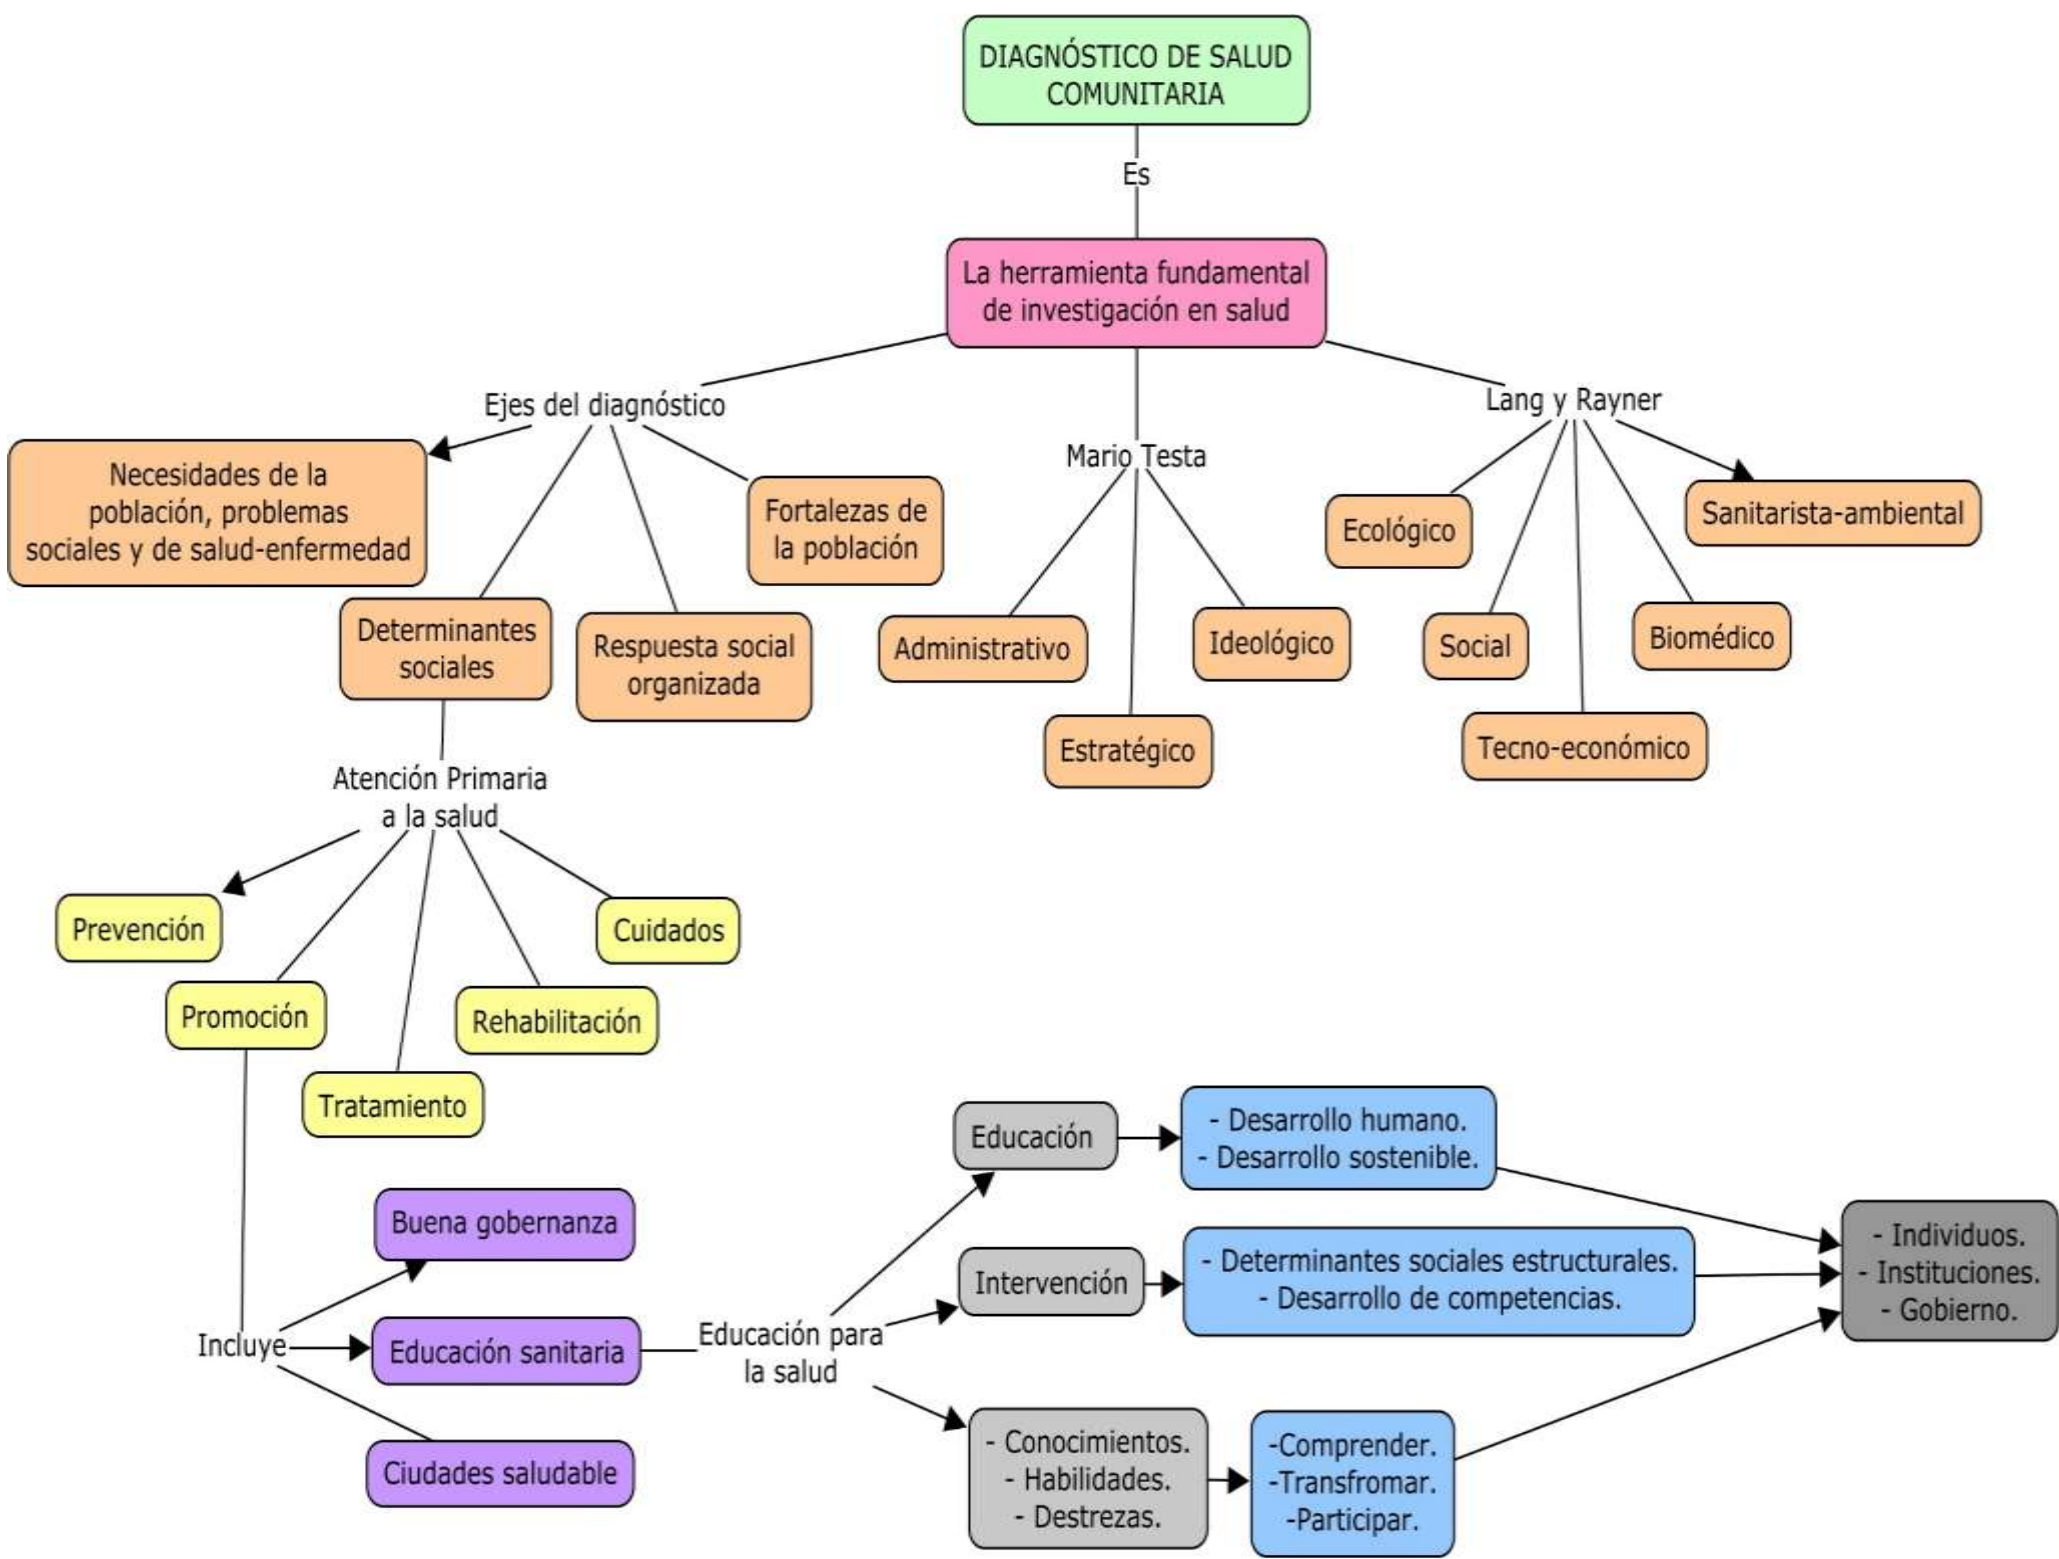 DIAGNÓSTICO DE SALUD
COMUNITARIA
Es
La herramienta fundamental
de investigación en salud
Ejes del diagnóstico
Necesidades de la
población, problemas
sociales y de salud-enfermedad
Determinantes
sociales
Respuesta social
organizada
Fortalezas de
la población
Mario Testa
Administrativo
Estratégico
Ideológico
Lang y Rayner
Ecológico
Social
Tecno-económico
Biomédico
Sanitarista-ambiental
Atención Primaria
a la salud
Prevención
Promoción
Tratamiento
Rehabilitación
Cuidados
Incluye
Buena gobernanza
Educación sanitaria
Ciudades saludable
Educación para
la salud
Educación
- Desarrollo humano.
- Desarrollo sostenible.
Intervención
- Determinantes sociales estructurales.
- Desarrollo de competencias.
- Conocimientos.
- Habilidades.
- Destrezas.
-Comprender.
-Transfromar.
-Participar.
- Individuos.
- Instituciones.
- Gobierno.